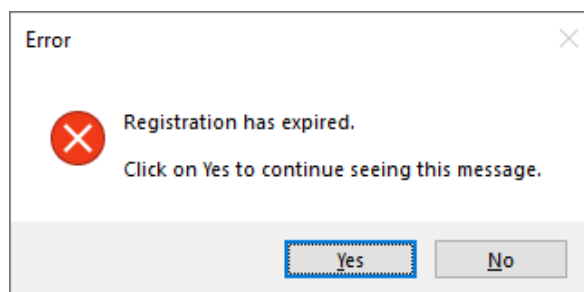 Error
Registration has expired.
Click on Yes to continue seeing this message.
Yes
No